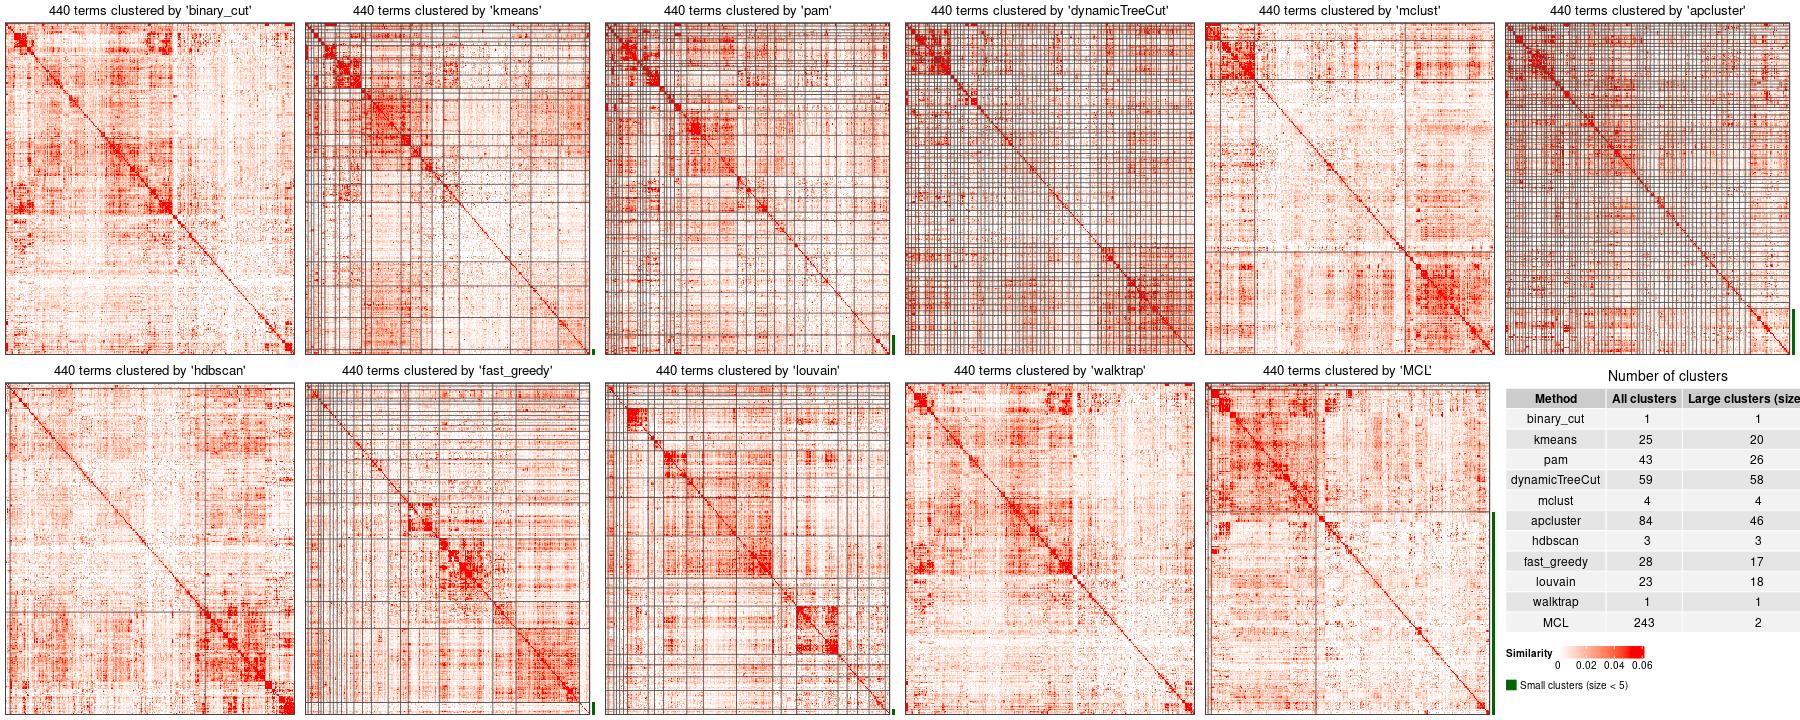 440 terms clustered by 'binary_cut'
440 terms clustered by 'kmeans'
440 terms clustered by 'pam'
440 terms clustered by 'dynamicTreeCut'
440 terms clustered by 'mclust'
440 terms clustered by 'apcluster'
440 terms clustered by 'hdbscan'
440 terms clustered by 'fast_greedy'
440 terms clustered by 'louvain'
440 terms clustered by 'walktrap'
440 terms clustered by 'MCL'
Number of clusters
Method All clusters Large clusters (size
binary_cut 1 1
kmeans 25 20
pam 43 26
dynamicTreeCut 59 58
mclust 4 4
apcluster 84 46
hdbscan 3 3
fast_greedy 28 17
louvain 23 18
walktrap 1 1
MCL 243 2
Similarity
0 0.02 0.04 0.06
Small clusters (size < 5)